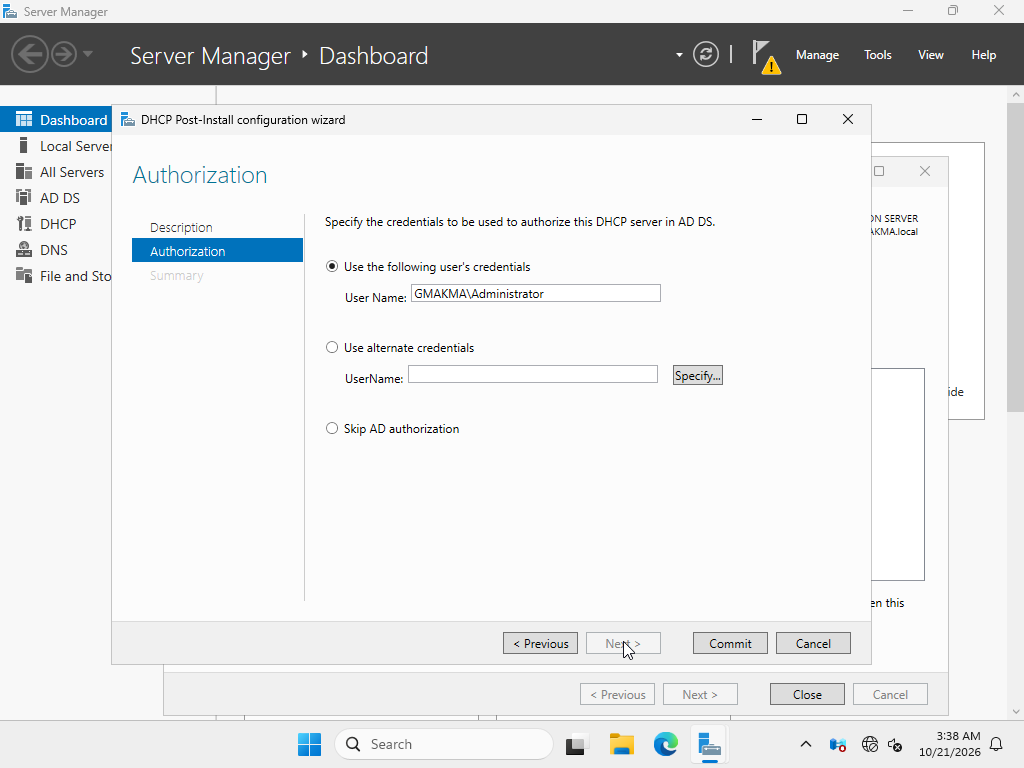 Server Manager
Server Manager ‣ Dashboard
Manage Tools View Help
Dashboard
Local Server
All Servers
AD DS
DHCP
DNS
File and Sto
DHCP Post-Install configuration wizard
Authorization
Description
Authorization
Summary
Specify the credentials to be used to authorize this DHCP server in AD DS.
Use the following user's credentials
User Name: GMAKMA\Administrator
Use alternate credentials
UserName:
Specify...
Skip AD authorization
< Previous Next > Commit Cancel
ON SERVER
AKMA.local
ide
en this
< Previous Next > Close Cancel
Search
3:38 AM
10/21/2026